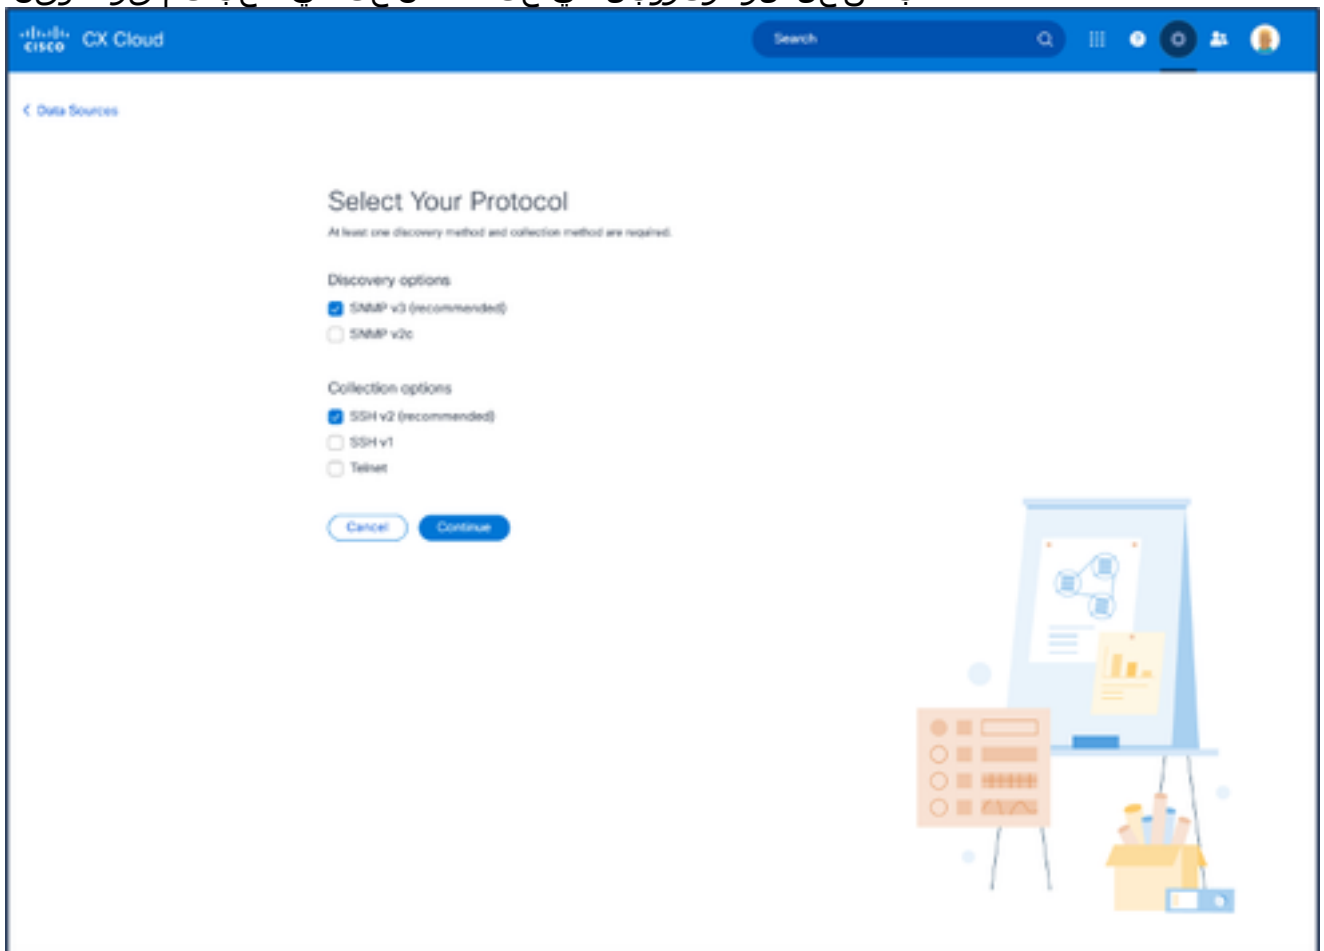 CISCO CX Cloud
Search
Data Sources
Select Your Protocol
At least one discovery method and collection method are required.
Discovery options
SNMP v3 (recommended)
SNMP v2c
Collection options
SSH v2 (recommended)
SSH v1
Telnet
Cancel Continue